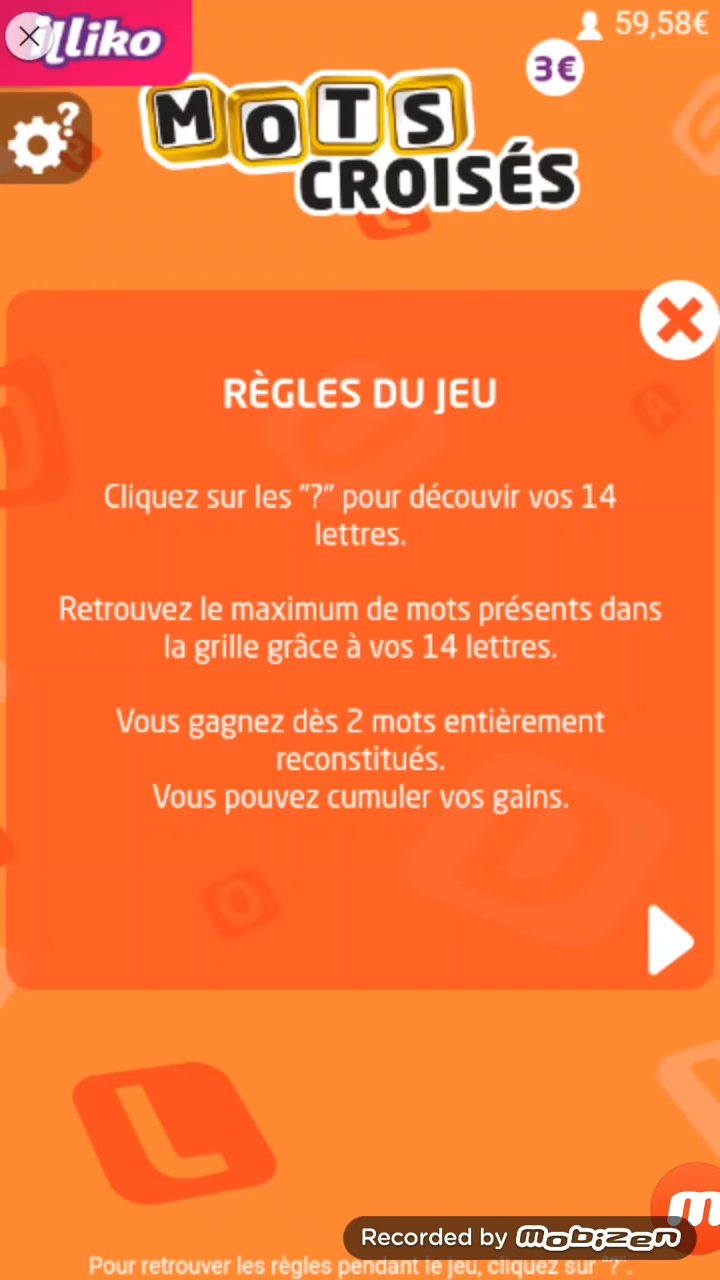 illiko
59,58€
3€
?
MOTS
CROISÉS
RÈGLES DU JEU
Cliquez sur les "?" pour découvir vos 14
lettres.
Retrouvez le maximum de mots présents dans
la grille grâce à vos 14 lettres.
Vous gagnez dès 2 mots entièrement
reconstitués.
Vous pouvez cumuler vos gains.
L
Recorded by Mobizen
Pour retrouver les règles pendant le jeu, cliquez sur "?".